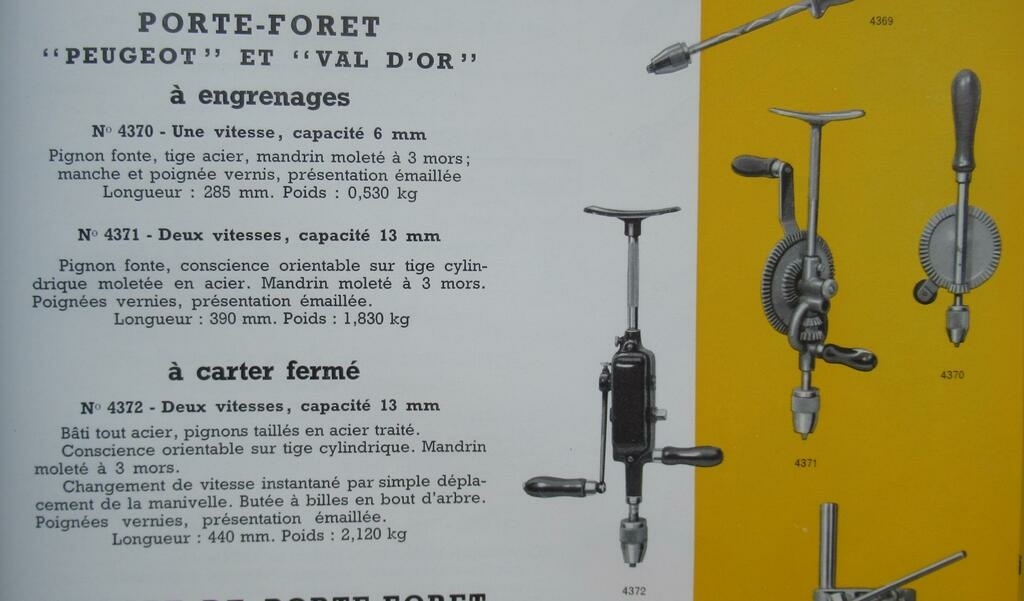 PORTE-FORET
“PEUGEOT” ET “VAL D’OR”
à engrenages
Nº 4370 - Une vitesse, capacité 6 mm
Pignon fonte, tige acier, mandrin moleté à 3 mors;
manche et poignée vernis, présentation émaillée
Longueur : 285 mm. Poids : 0,530 kg
Nº 4371 - Deux vitesses, capacité 13 mm
Pignon fonte, conscience orientable sur tige cylin-
drique moletée en acier. Mandrin moleté à 3 mors.
Poignées vernies, présentation émaillée.
Longueur : 390 mm. Poids : 1,830 kg
à carter fermé
Nº 4372 - Deux vitesses, capacité 13 mm
Bâti tout acier, pignons taillés en acier traité.
Conscience orientable sur tige cylindrique. Mandrin
moleté à 3 mors.
Changement de vitesse instantané par simple dépla-
cement de la manivelle. Butée à billes en bout d’arbre.
Poignées vernies, présentation émaillée.
Longueur : 440 mm. Poids : 2,120 kg
DE PORTE-FORET
4369
4370
4371
4372